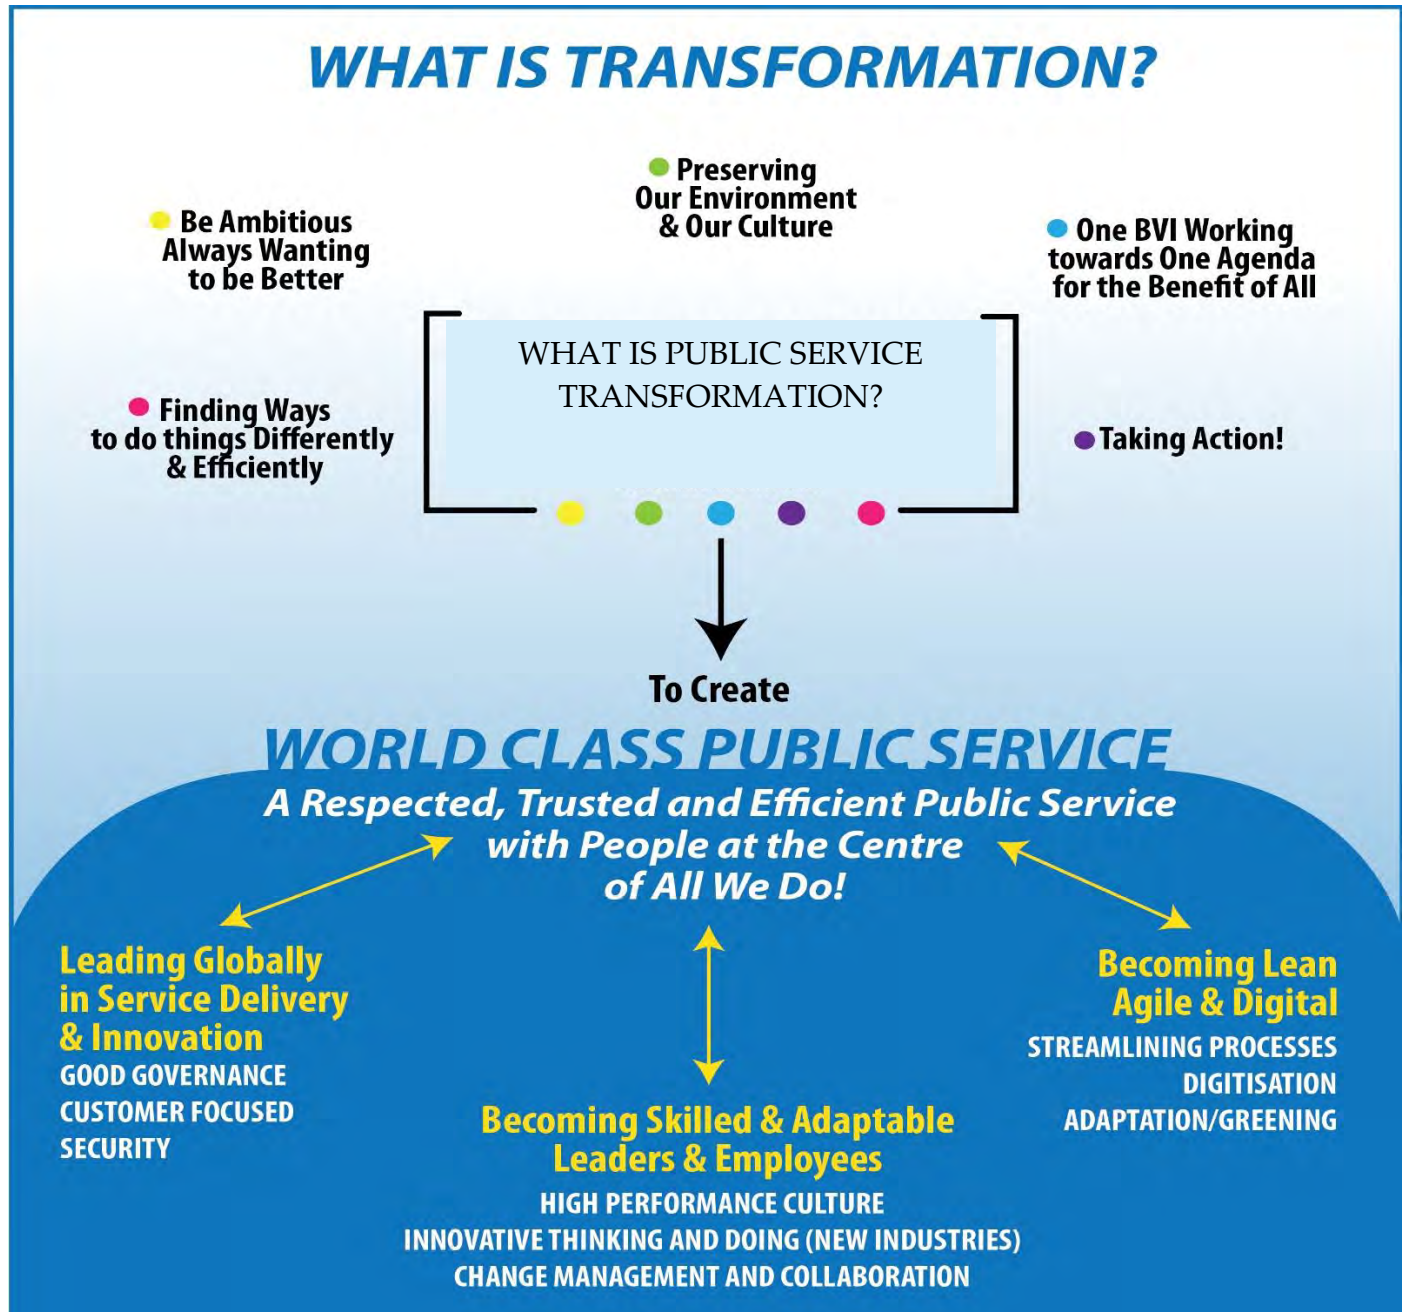 WHAT IS TRANSFORMATION?
Preserving
Our Environment
& Our Culture
Be Ambitious
Always Wanting
to be Better
One BVI Working
towards One Agenda
for the Benefit of All
WHAT IS PUBLIC SERVICE
TRANSFORMATION?
Finding Ways
to do things Differently
& Efficiently
Taking Action!
To Create
WORLD CLASS PUBLIC SERVICE
A Respected, Trusted and Efficient Public Service
with People at the Centre
of All We Do!
Leading Globally
in Service Delivery
& Innovation
GOOD GOVERNANCE
CUSTOMER FOCUSED
SECURITY
Becoming Skilled & Adaptable
Leaders & Employees
HIGH PERFORMANCE CULTURE
INNOVATIVE THINKING AND DOING (NEW INDUSTRIES)
CHANGE MANAGEMENT AND COLLABORATION
Becoming Lean
Agile & Digital
STREAMLINING PROCESSES
DIGITISATION
ADAPTATION/GREENING